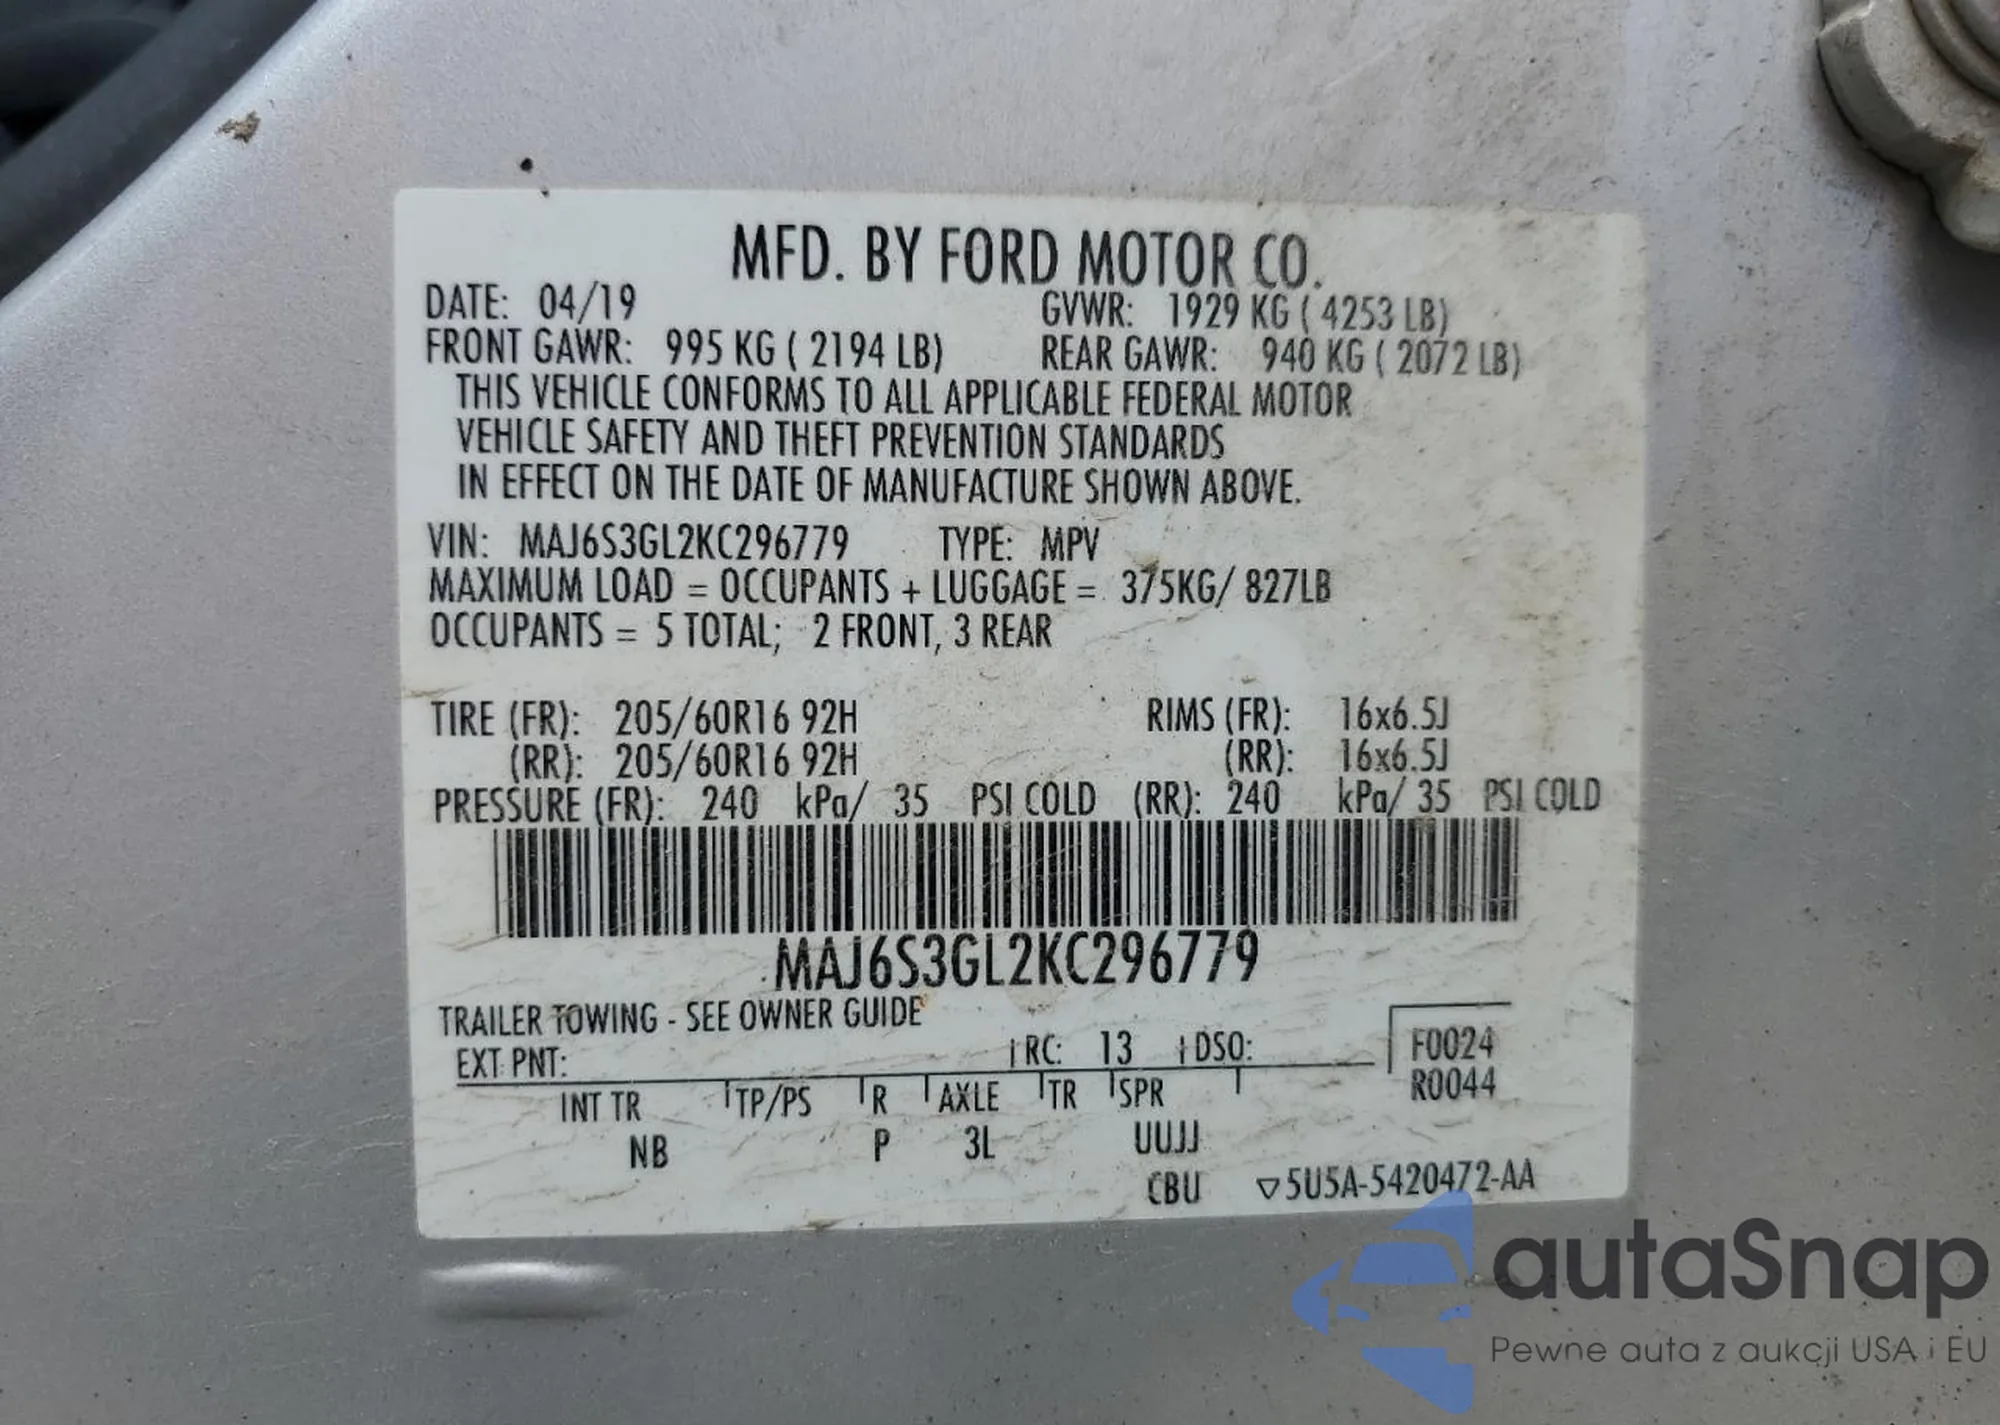 MFD. BY FORD MOTOR CO.
DATE: 04/19 GVWR: 1929 KG ( 4253 LB)
FRONT GAWR: 995 KG ( 2194 LB) REAR GAWR: 940 KG ( 2072 LB)
THIS VEHICLE CONFORMS TO ALL APPLICABLE FEDERAL MOTOR
VEHICLE SAFETY AND THEFT PREVENTION STANDARDS
IN EFFECT ON THE DATE OF MANUFACTURE SHOWN ABOVE.
VIN: MAJ6S3GL2KC296779 TYPE: MPV
MAXIMUM LOAD = OCCUPANTS + LUGGAGE = 375KG/ 827LB
OCCUPANTS = 5 TOTAL; 2 FRONT, 3 REAR
TIRE (FR): 205/60R16 92H RIMS (FR): 16x6.5J
(RR): 205/60R16 92H (RR): 16x6.5J
PRESSURE (FR): 240 kPa/ 35 PSI COLD (RR): 240 kPa/ 35 PSI COLD
MAJ6S3GL2KC296779
TRAILER TOWING - SEE OWNER GUIDE
EXT PNT: RC: 13 DSO: F0024
INT TR TP/PS R AXLE TR SPR R0044
NB P 3L UUJJ
CBU ▽5U5A-5420472-AA
autaSnap
Pewne auta z aukcji USA i EU